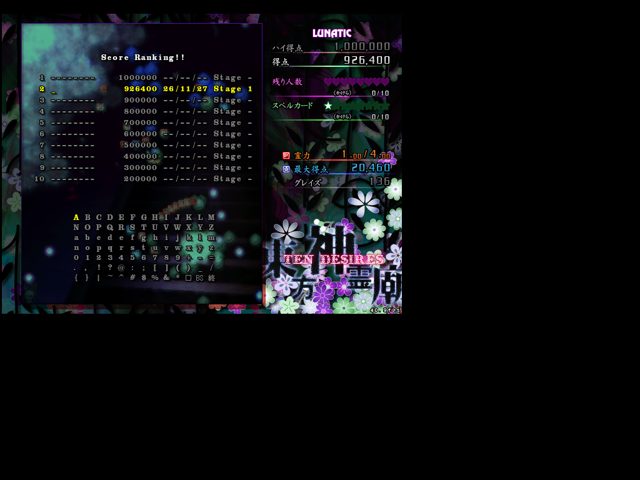 Score Ranking!!
1 -------- 1000000 --/--/-- Stage -
2 _ 926400 26/11/27 Stage 1
3 -------- 900000 --/--/-- Stage -
4 -------- 800000 --/--/-- Stage -
5 -------- 700000 --/--/-- Stage -
6 -------- 600000 --/--/-- Stage -
7 -------- 500000 --/--/-- Stage -
8 -------- 400000 --/--/-- Stage -
9 -------- 300000 --/--/-- Stage -
10 -------- 200000 --/--/-- Stage -
A B C D E F G H I J K L M
N O P Q R S T U V W X Y Z
a b c d e f g h i j k l m
n o p q r s t u v w x y z
0 1 2 3 4 5 6 7 8 9 + - =
. , ! ? @ : ; [ ] ( ) _ /
{ } | ~ ^ # $ % & * 終
LUNATIC
ハイ得点 1,000,000
得点 926,400
残り人数
0/10
スペルカード ★
0/10
霊力 1.00/4.00
最大得点 20,460
グレイズ 136
東方神霊廟
TEN DESIRES